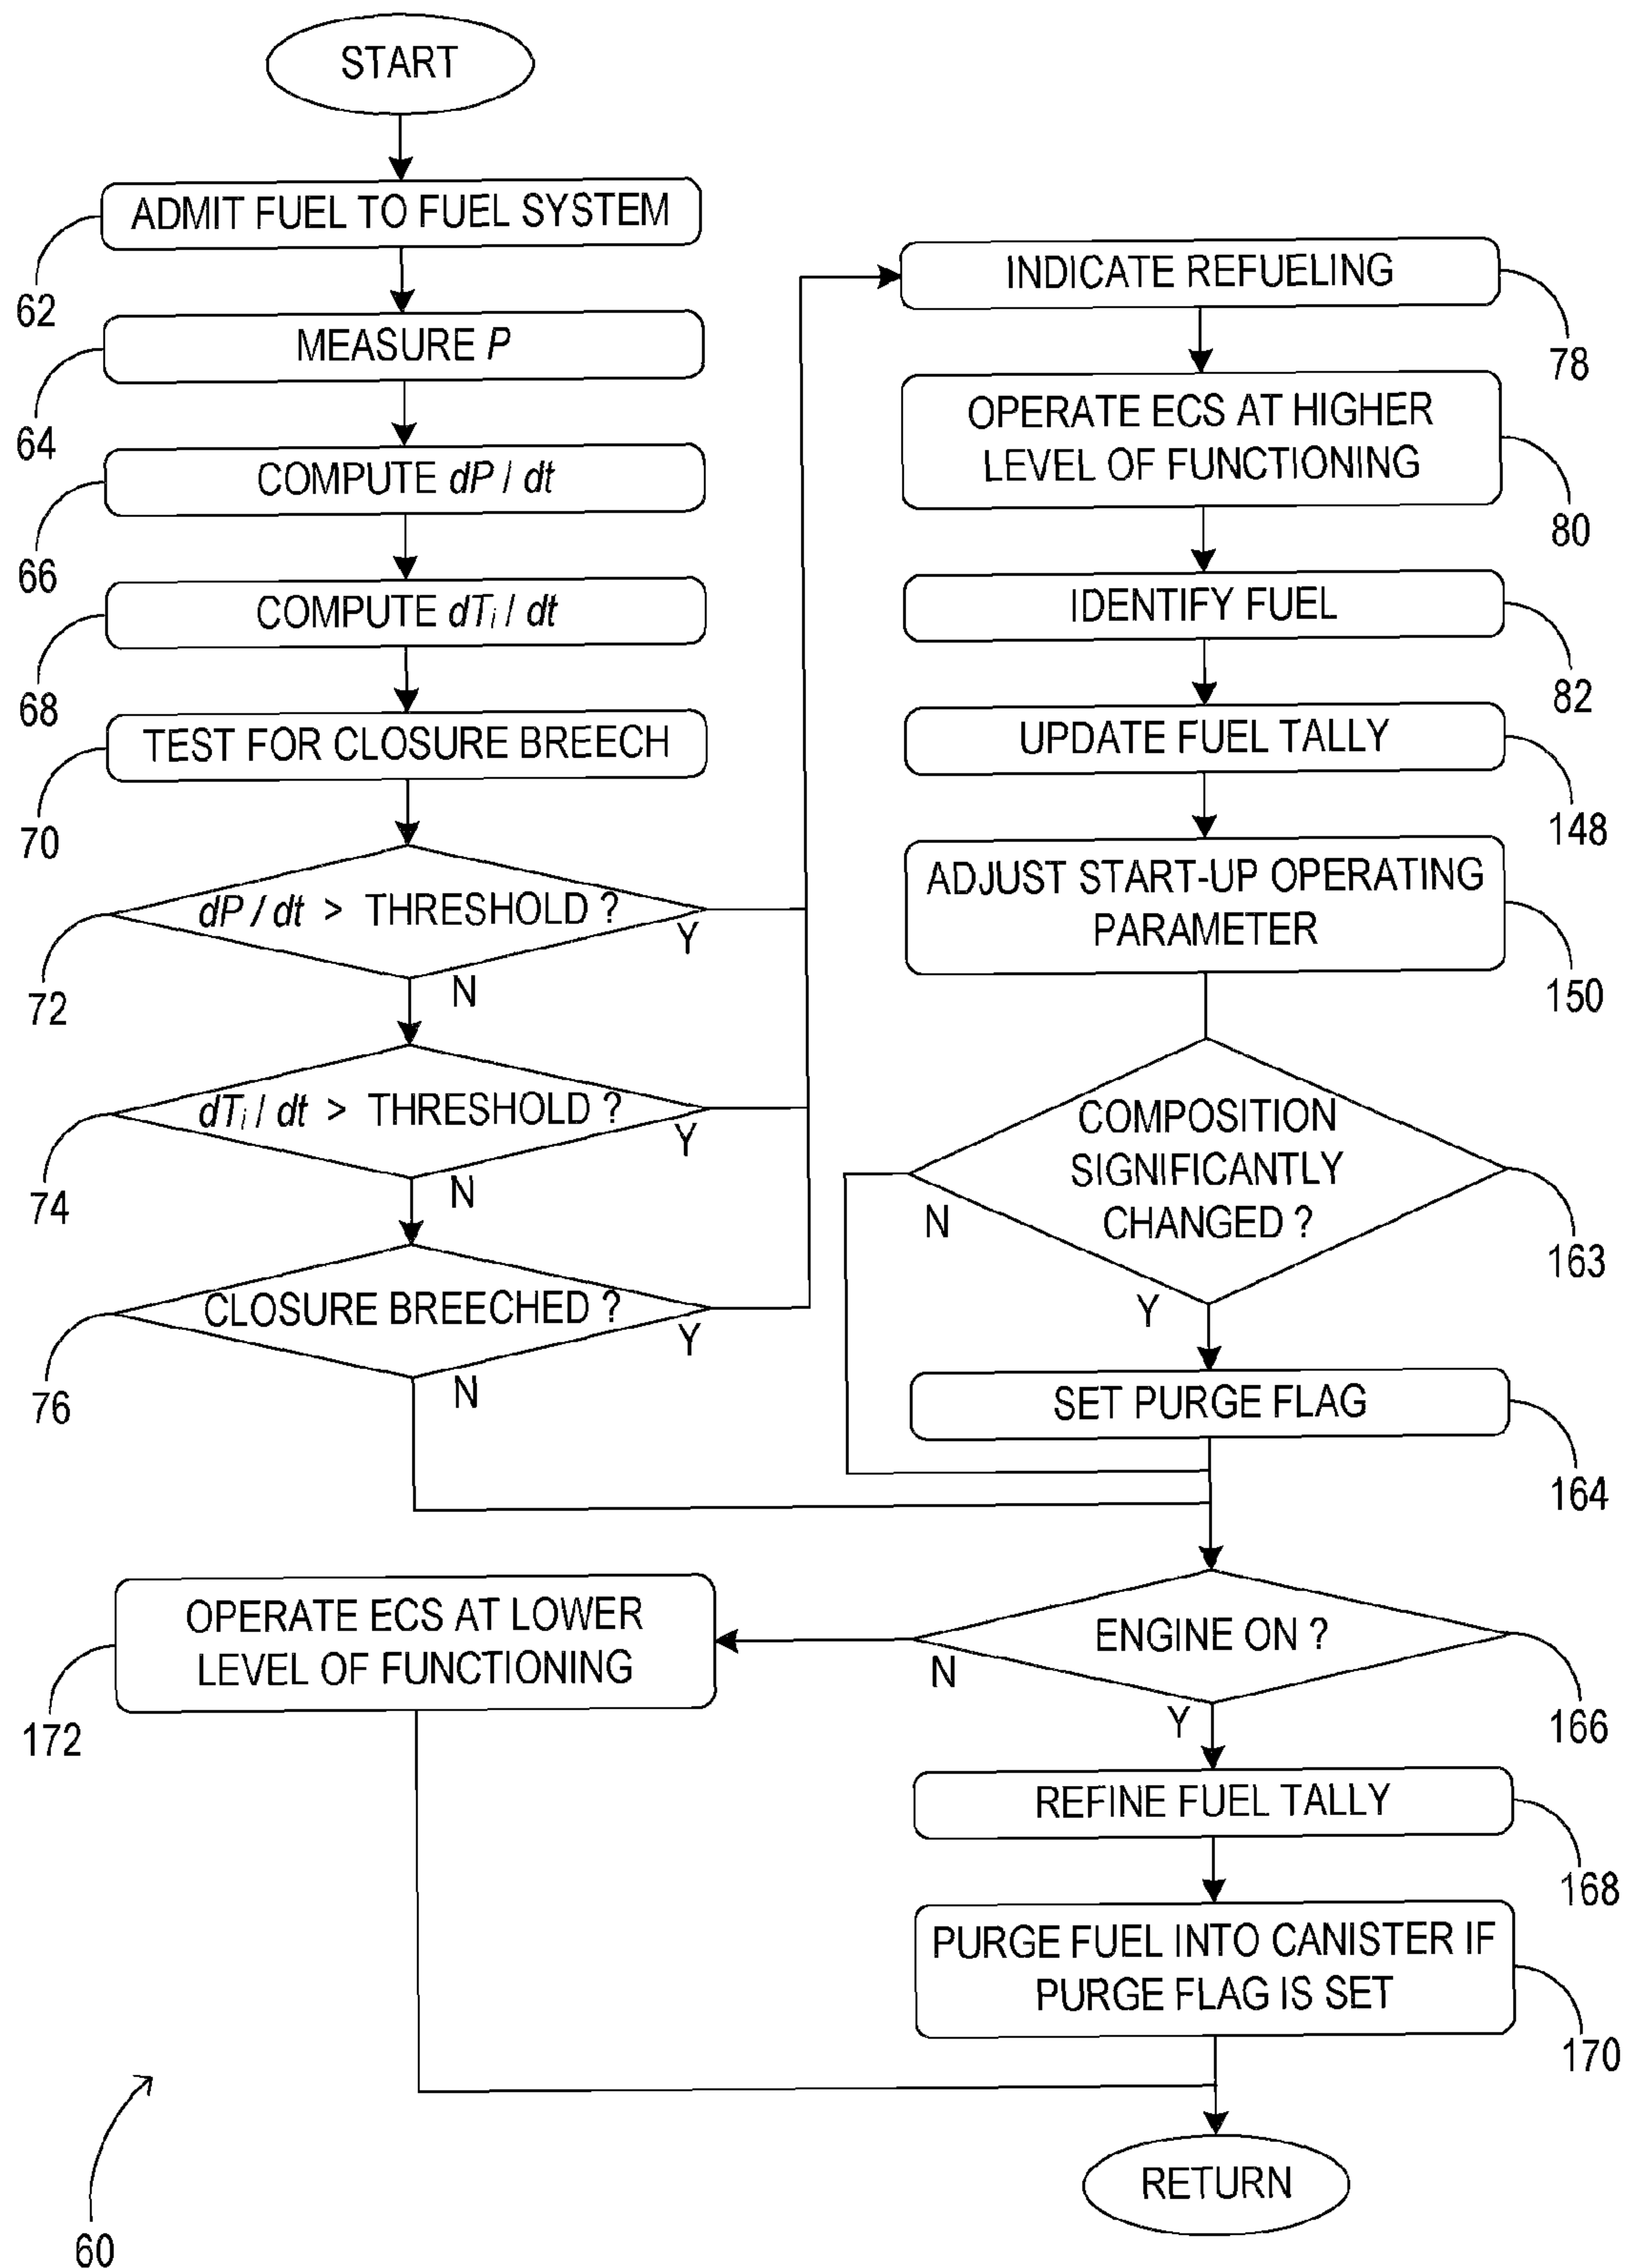 START
ADMIT FUEL TO FUEL SYSTEM
62
MEASURE P
64
COMPUTE dP / dt
66
COMPUTE dTi / dt
68
TEST FOR CLOSURE BREECH
70
dP / dt > THRESHOLD ?
Y
N
72
dTi / dt > THRESHOLD ?
Y
N
74
CLOSURE BREECHED ?
Y
N
76
INDICATE REFUELING
78
OPERATE ECS AT HIGHER
LEVEL OF FUNCTIONING
80
IDENTIFY FUEL
82
UPDATE FUEL TALLY
148
ADJUST START-UP OPERATING
PARAMETER
150
COMPOSITION
SIGNIFICANTLY
CHANGED ?
N
Y
163
SET PURGE FLAG
164
ENGINE ON ?
N
Y
166
OPERATE ECS AT LOWER
LEVEL OF FUNCTIONING
172
REFINE FUEL TALLY
168
PURGE FUEL INTO CANISTER IF
PURGE FLAG IS SET
170
RETURN
60